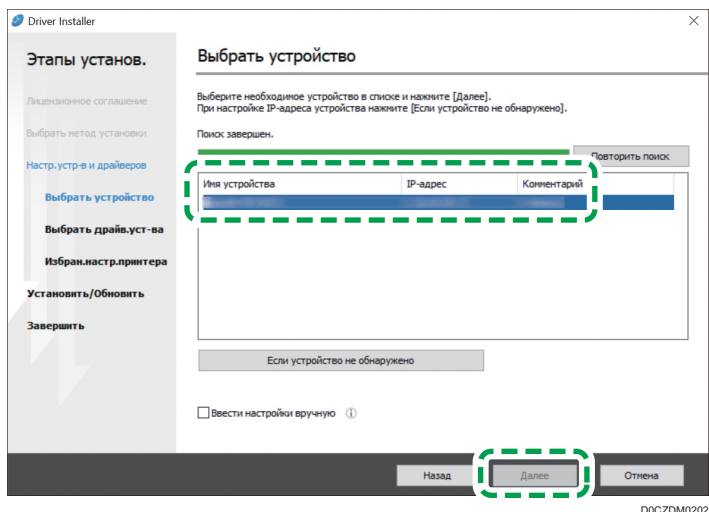 Driver Installer
Этапы установ.
Лицензионное соглашение
Выбрать метод установки
Настр.устр-в и драйверов
Выбрать устройство
Выбрать драйв.уст-ва
Избран.настр.принтера
Установить/Обновить
Завершить
Выбрать устройство
Выберите необходимое устройство в списке и нажмите [Далее].
При настройке IP-адреса устройства нажмите [Если устройство не обнаружено].
Поиск завершен.
Повторить поиск
Имя устройства IP-адрес Комментарий
Если устройство не обнаружено
Ввести настройки вручную
Назад Далее Отмена
D0CZDM0202